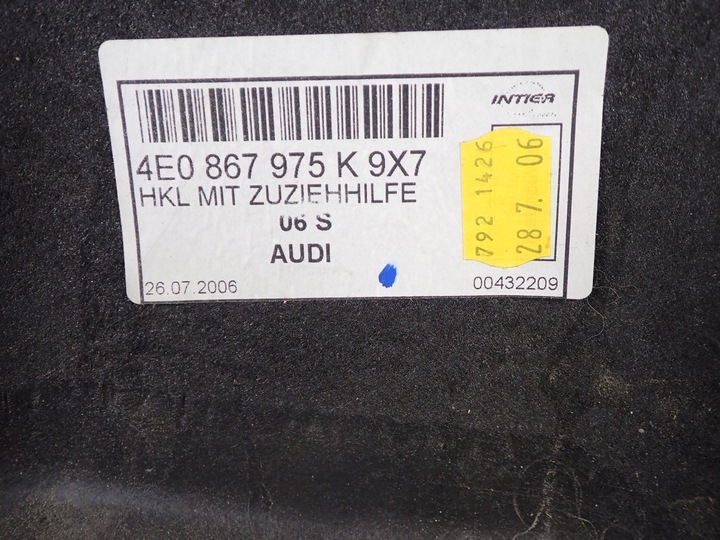 INTIER
4E0 867 975 K 9X7
HKL MIT ZUZIEHHILFE
06 S
AUDI
26.07.2006
00432209
792 1426
28 7. 06